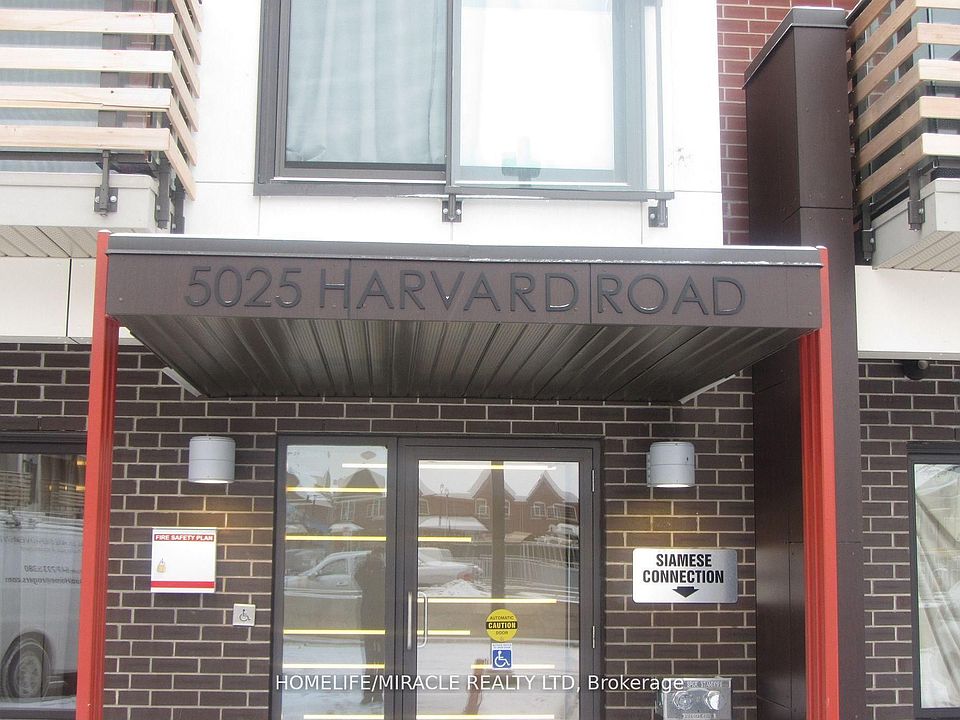 5025 HARVARD ROAD
FIRE SAFETY PLAN
SIAMESE
CONNECTION
AUTOMATIC
CAUTION
DOOR
HOMELIFE/MIRACLE REALTY LTD, Brokerage